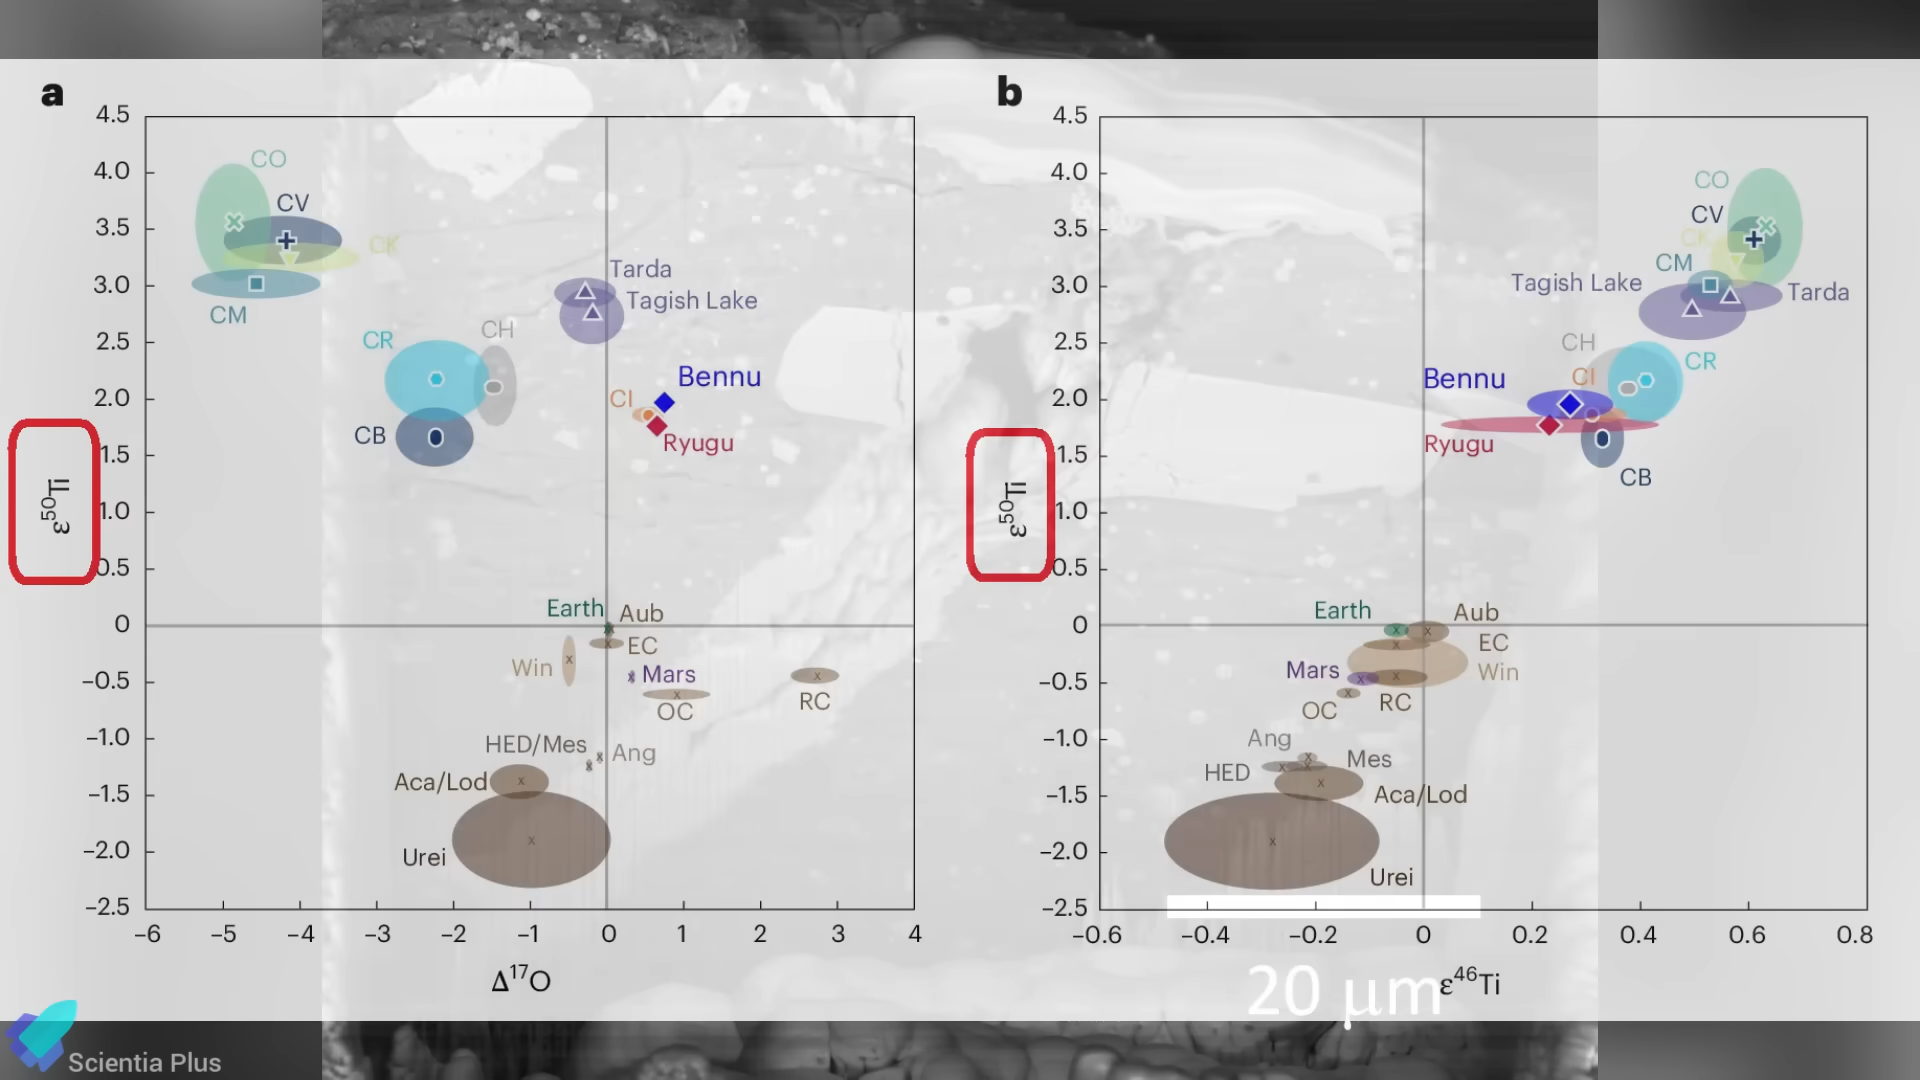 a
4.5
4.0
3.5
3.0
2.5
2.0
1.5
1.0
0.5
0
−0.5
−1.0
−1.5
−2.0
−2.5
ε⁵⁰Ti
CO
CV
CK
CM
Tarda
Tagish Lake
CR
CH
Bennu
CI
CB
Ryugu
Earth
Aub
EC
Win
Mars
OC
RC
HED/Mes
Ang
Aca/Lod
Urei
−6 −5 −4 −3 −2 −1 0 1 2 3 4
Δ¹⁷O
b
4.5
4.0
3.5
3.0
2.5
2.0
1.5
1.0
0.5
0
−0.5
−1.0
−1.5
−2.0
−2.5
ε⁵⁰Ti
CO
CV
CK
CM
Tagish Lake
Tarda
CH
CR
CI
Bennu
Ryugu
CB
Earth
Aub
EC
Mars
Win
OC
RC
Ang
Mes
HED
Aca/Lod
Urei
−0.6 −0.4 −0.2 0 0.2 0.4 0.6 0.8
ε⁴⁶Ti
20 μm
Scientia Plus